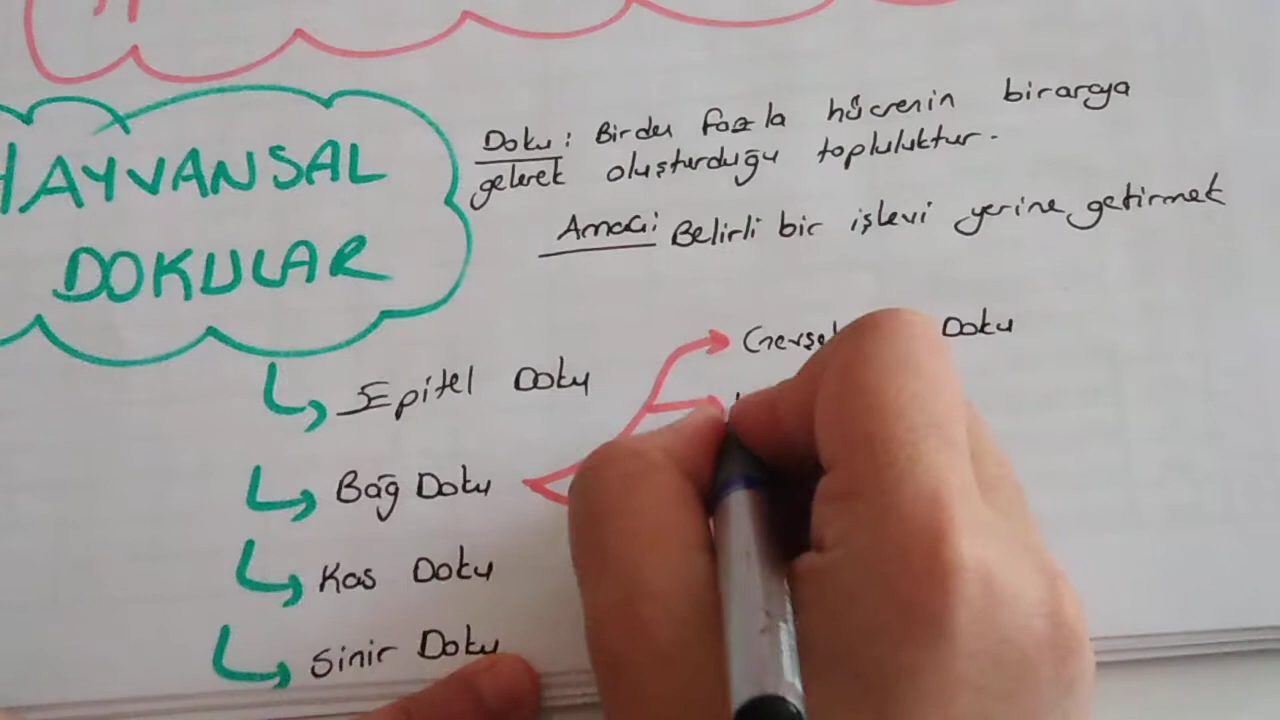 HAYVANSAL
DOKULAR
Doku: Birden fazla hücrenin biraraya
gelerek oluşturduğu topluluktur.
Amacı: Belirli bir işlevi yerine getirmek
Epitel Doku
Doku
Bağ Doku
Kas Doku
Sinir Doku